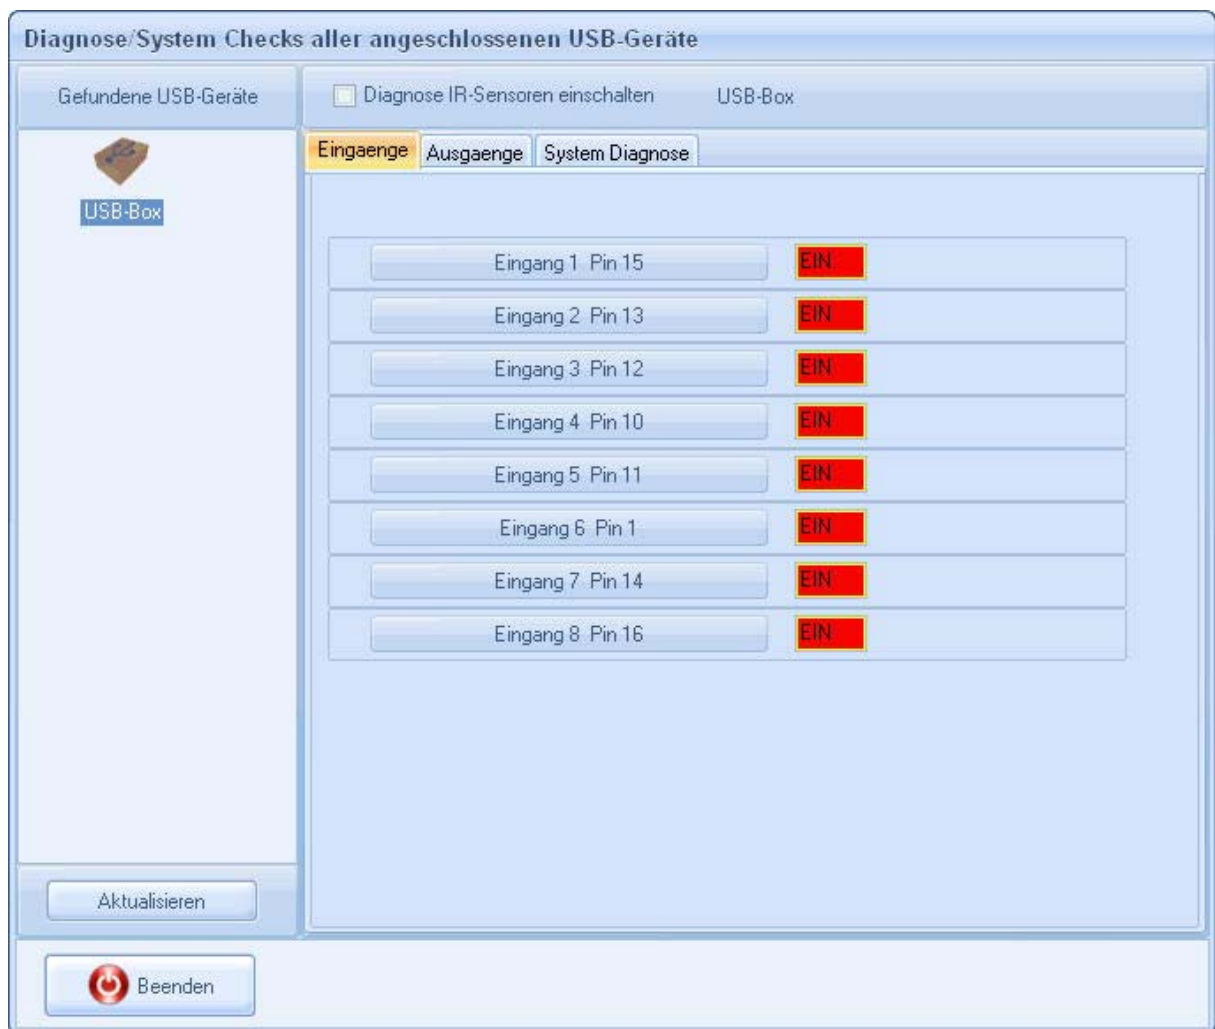 Diagnose/System Checks aller angeschlossenen USB-Geräte
Gefundene USB-Geräte
Diagnose IR-Sensoren einschalten USB-Box
USB-Box
Eingaenge Ausgaenge System Diagnose
Eingang 1 Pin 15 EIN
Eingang 2 Pin 13 EIN
Eingang 3 Pin 12 EIN
Eingang 4 Pin 10 EIN
Eingang 5 Pin 11 EIN
Eingang 6 Pin 1 EIN
Eingang 7 Pin 14 EIN
Eingang 8 Pin 16 EIN
Aktualisieren
Beenden